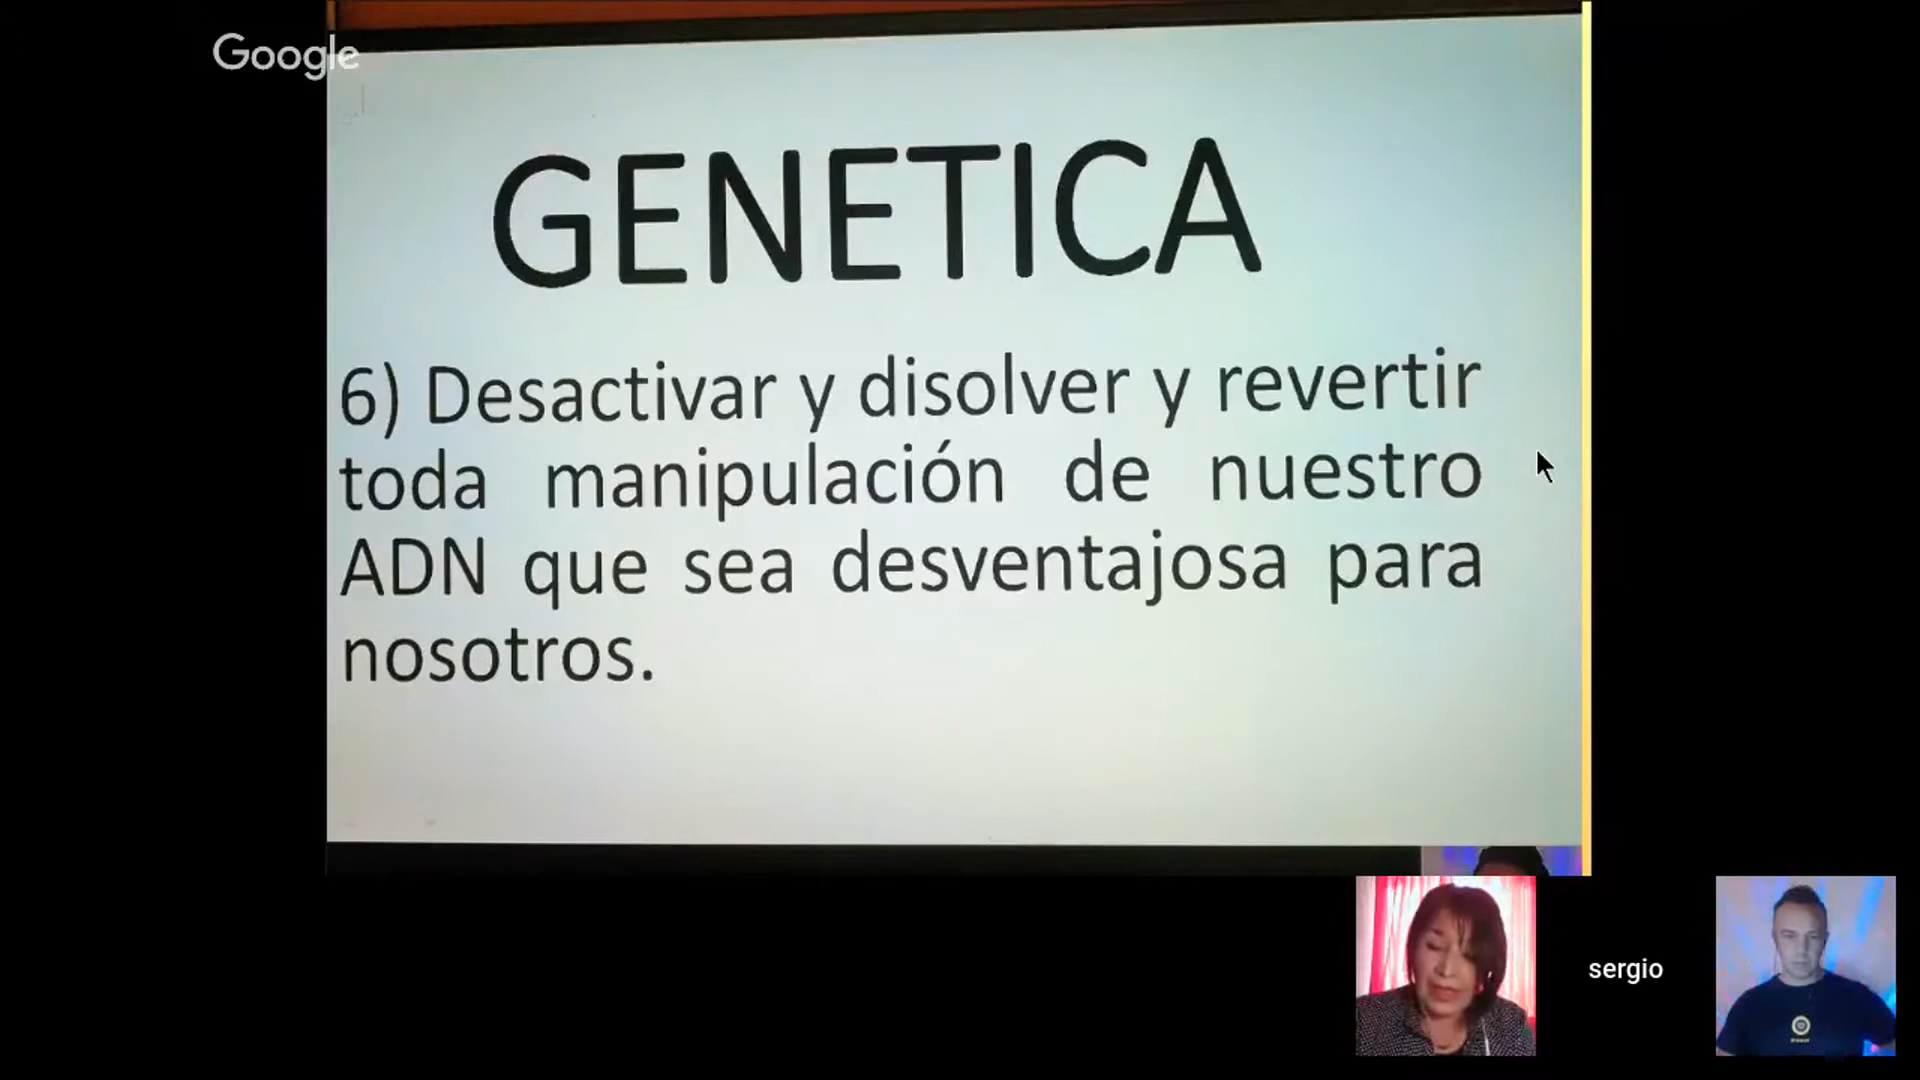 Google
GENETICA
6) Desactivar y disolver y revertir
toda manipulación de nuestro
ADN que sea desventajosa para
nosotros.
sergio